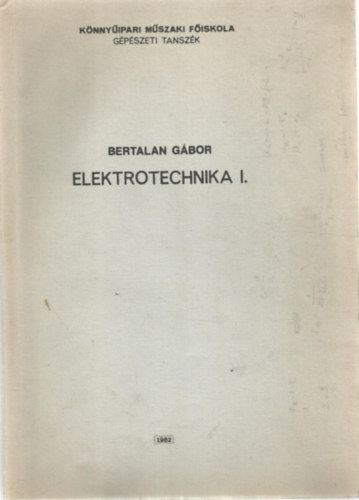 KÖNNYŰIPARI MŰSZAKI FŐISKOLA
GÉPÉSZETI TANSZÉK
BERTALAN GÁBOR
ELEKTROTECHNIKA I.
1982